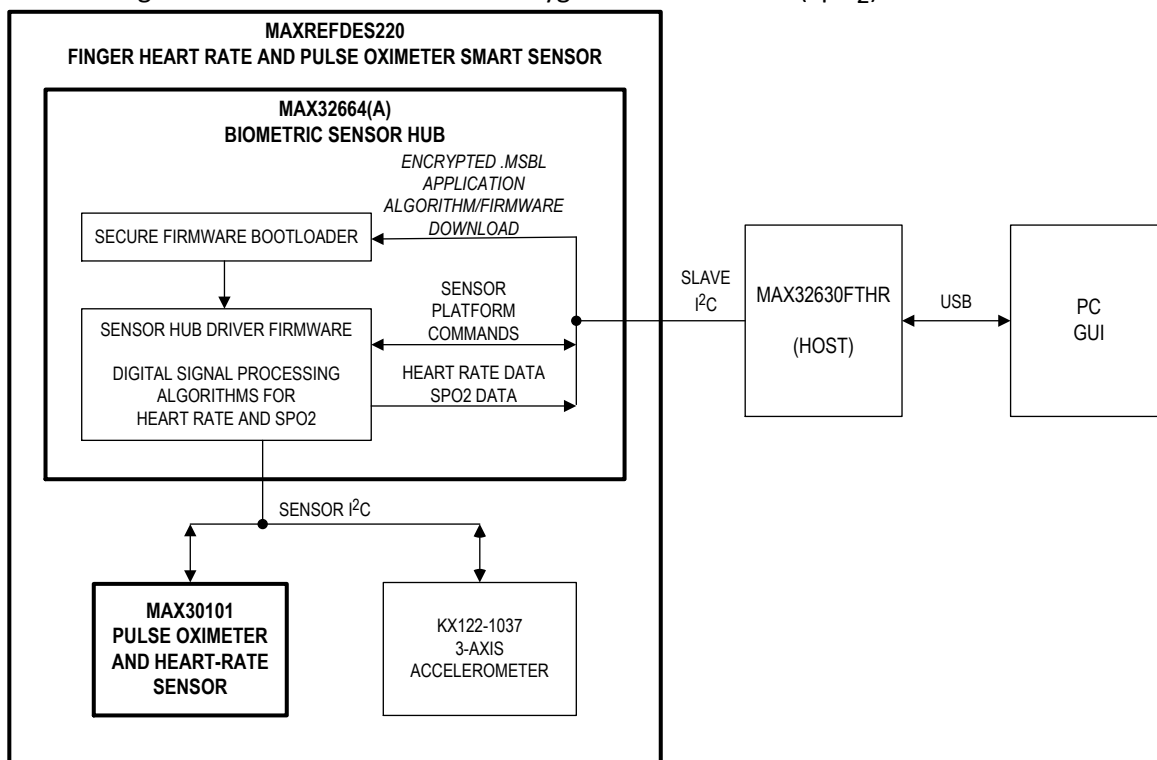 MAXREFDES220
FINGER HEART RATE AND PULSE OXIMETER SMART SENSOR
MAX32664(A)
BIOMETRIC SENSOR HUB
ENCRYPTED .MSBL
APPLICATION
ALGORITHM/FIRMWARE
DOWNLOAD
SECURE FIRMWARE BOOTLOADER
SENSOR
PLATFORM
COMMANDS
SENSOR HUB DRIVER FIRMWARE
DIGITAL SIGNAL PROCESSING
ALGORITHMS FOR
HEART RATE AND SPO2
HEART RATE DATA
SPO2 DATA
SLAVE
I2C
MAX32630FTHR
(HOST)
USB
PC
GUI
SENSOR I2C
MAX30101
PULSE OXIMETER
AND HEART-RATE
SENSOR
KX122-1037
3-AXIS
ACCELEROMETER